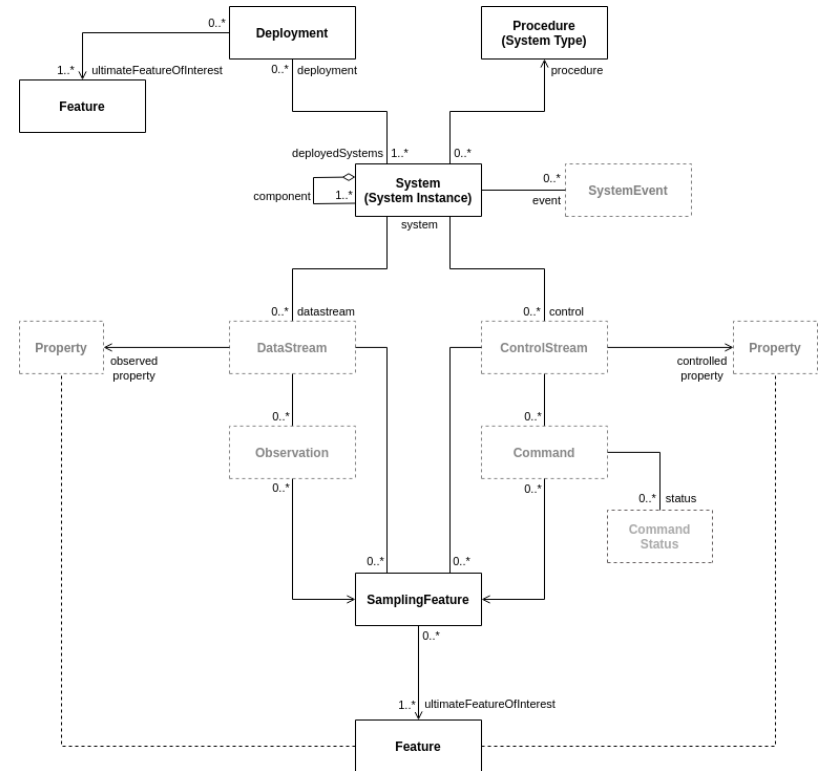 0..*
Deployment
Procedure
(System Type)
1..*
ultimateFeatureOfInterest
0..*
deployment
procedure
Feature
deployedSystems
1..*
0..*
System
(System Instance)
component
1..*
0..*
event
SystemEvent
system
0..*
datastream
0..*
control
Property
observed
property
DataStream
ControlStream
controlled
property
Property
0..*
0..*
Observation
Command
0..*
0..*
0..*
status
Command
Status
0..*
0..*
SamplingFeature
0..*
1..*
ultimateFeatureOfInterest
Feature